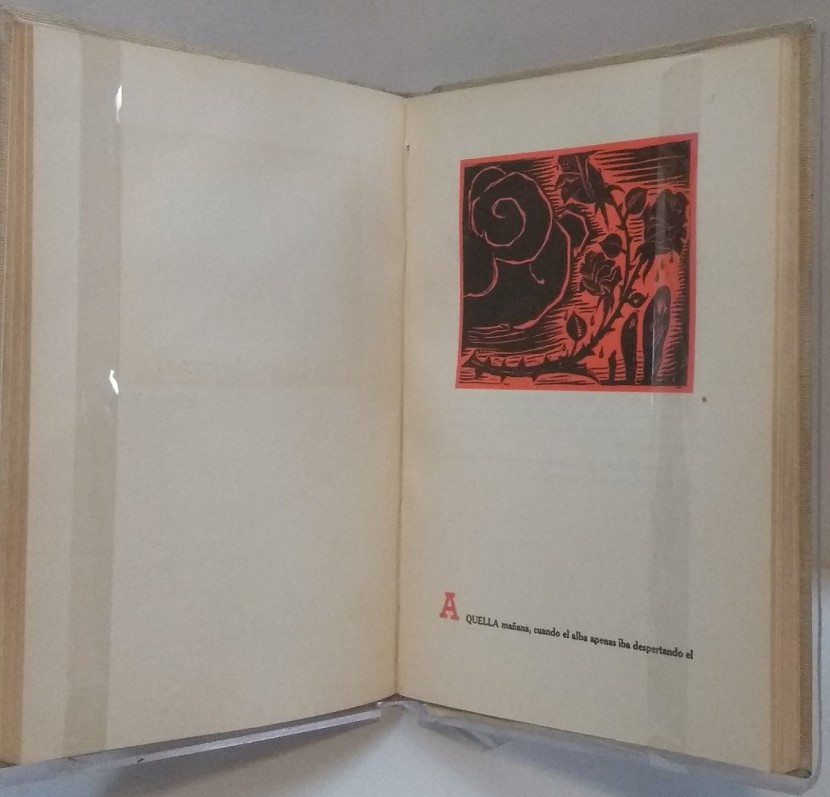 AQUELLA mañana, cuando el alba apenas iba despertando el